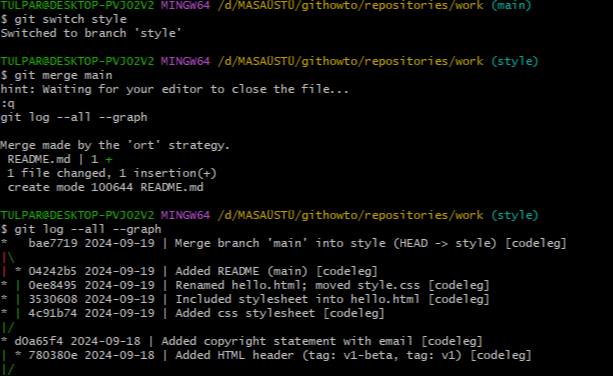 TULPAR@DESKTOP-PVJO2V2 MINGW64 /d/MASAÜSTÜ/githowto/repositories/work (main)
$ git switch style
Switched to branch 'style'
TULPAR@DESKTOP-PVJO2V2 MINGW64 /d/MASAÜSTÜ/githowto/repositories/work (style)
$ git merge main
hint: Waiting for your editor to close the file...
:q
git log --all --graph
Merge made by the 'ort' strategy.
 README.md | 1 +
 1 file changed, 1 insertion(+)
 create mode 100644 README.md
TULPAR@DESKTOP-PVJO2V2 MINGW64 /d/MASAÜSTÜ/githowto/repositories/work (style)
$ git log --all --graph
*   bae7719 2024-09-19 | Merge branch 'main' into style (HEAD -> style) [codeleg]
|\
| * 04242b5 2024-09-19 | Added README (main) [codeleg]
* | 0ee8495 2024-09-19 | Renamed hello.html; moved style.css [codeleg]
* | 3530608 2024-09-19 | Included stylesheet into hello.html [codeleg]
* | 4c91b74 2024-09-19 | Added css stylesheet [codeleg]
|/
* d0a65f4 2024-09-18 | Added copyright statement with email [codeleg]
| * 780380e 2024-09-18 | Added HTML header (tag: v1-beta, tag: v1) [codeleg]
|/